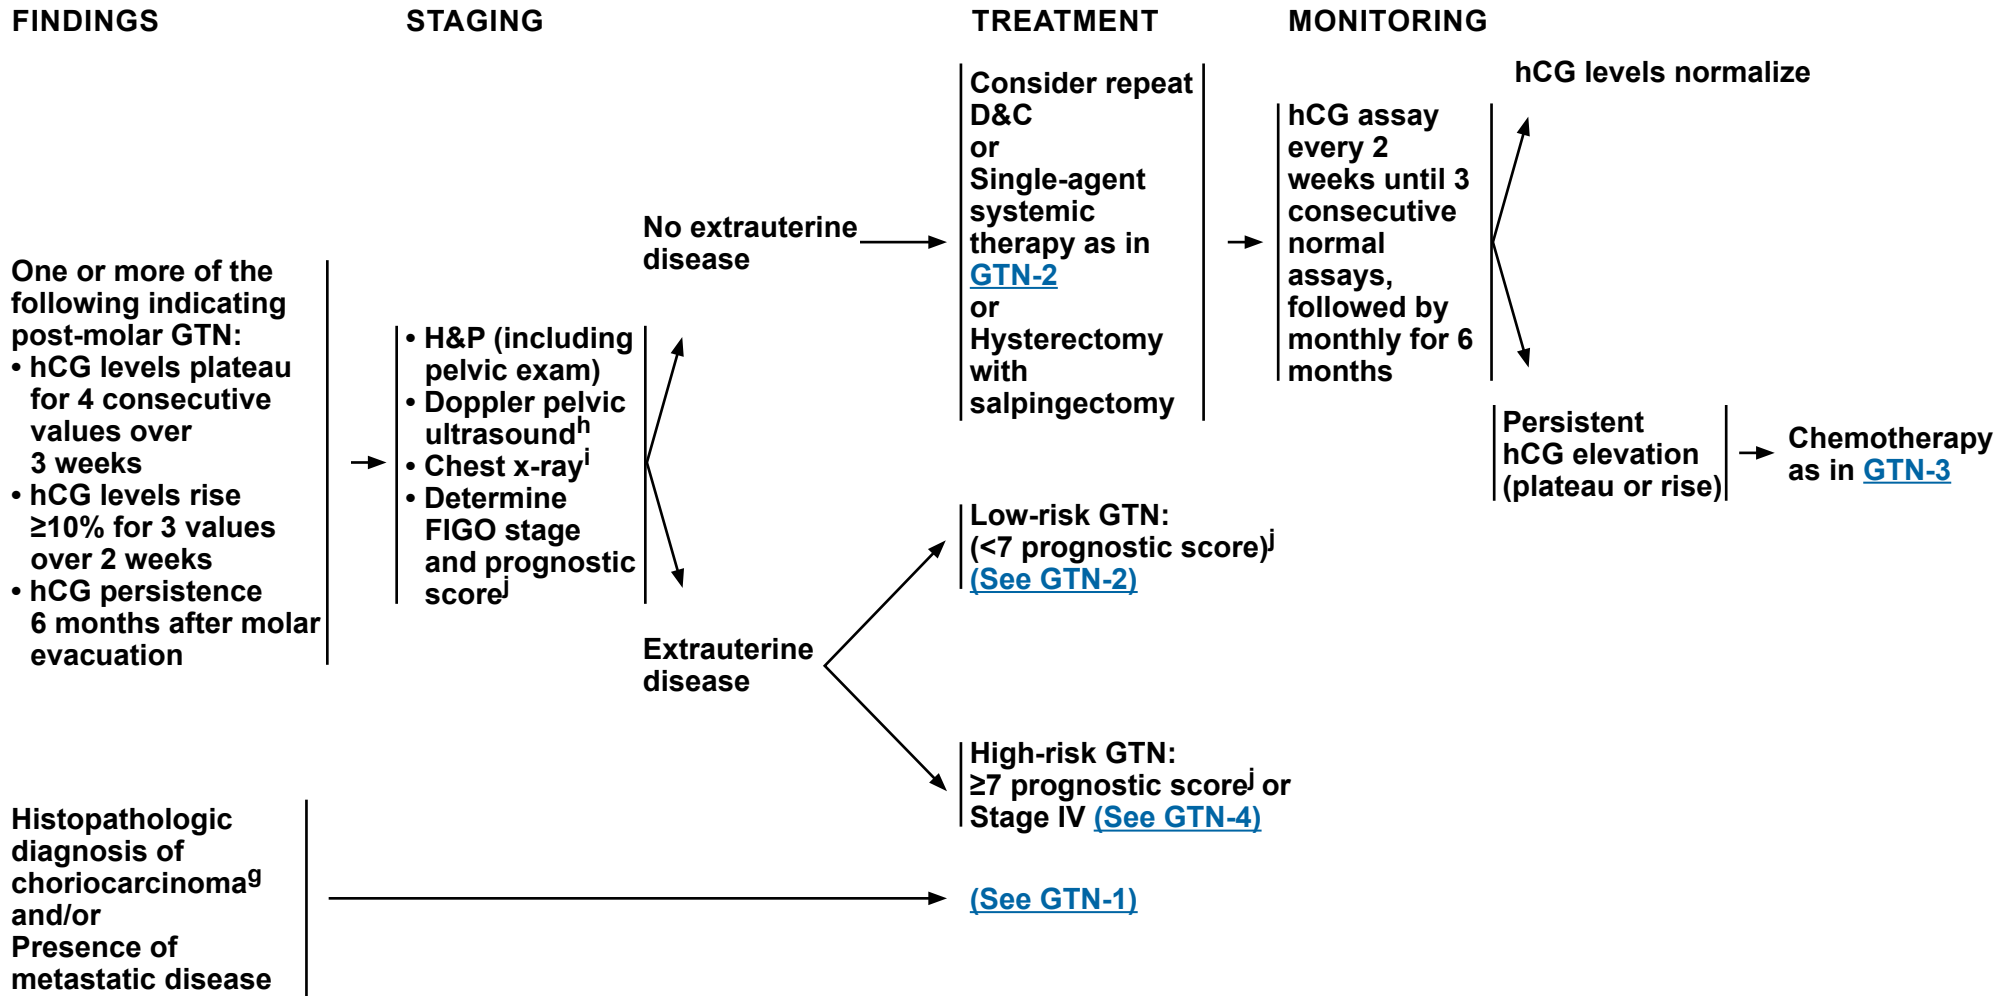 FINDINGS
STAGING
TREATMENT
MONITORING
One or more of the
following indicating
post-molar GTN:
• hCG levels plateau
for 4 consecutive
values over
3 weeks
• hCG levels rise
≥10% for 3 values
over 2 weeks
• hCG persistence
6 months after molar
evacuation
• H&P (including
pelvic exam)
• Doppler pelvic
ultrasoundh
• Chest x-rayi
• Determine
FIGO stage
and prognostic
scorej
No extrauterine
disease
Consider repeat
D&C
or
Single-agent
systemic
therapy as in
GTN-2
or
Hysterectomy
with
salpingectomy
hCG assay
every 2
weeks until 3
consecutive
normal
assays,
followed by
monthly for 6
months
hCG levels normalize
Persistent
hCG elevation
(plateau or rise)
Chemotherapy
as in GTN-3
Extrauterine
disease
Low-risk GTN:
(<7 prognostic score)j
(See GTN-2)
High-risk GTN:
≥7 prognostic scorej or
Stage IV (See GTN-4)
Histopathologic
diagnosis of
choriocarcinomag
and/or
Presence of
metastatic disease
(See GTN-1)